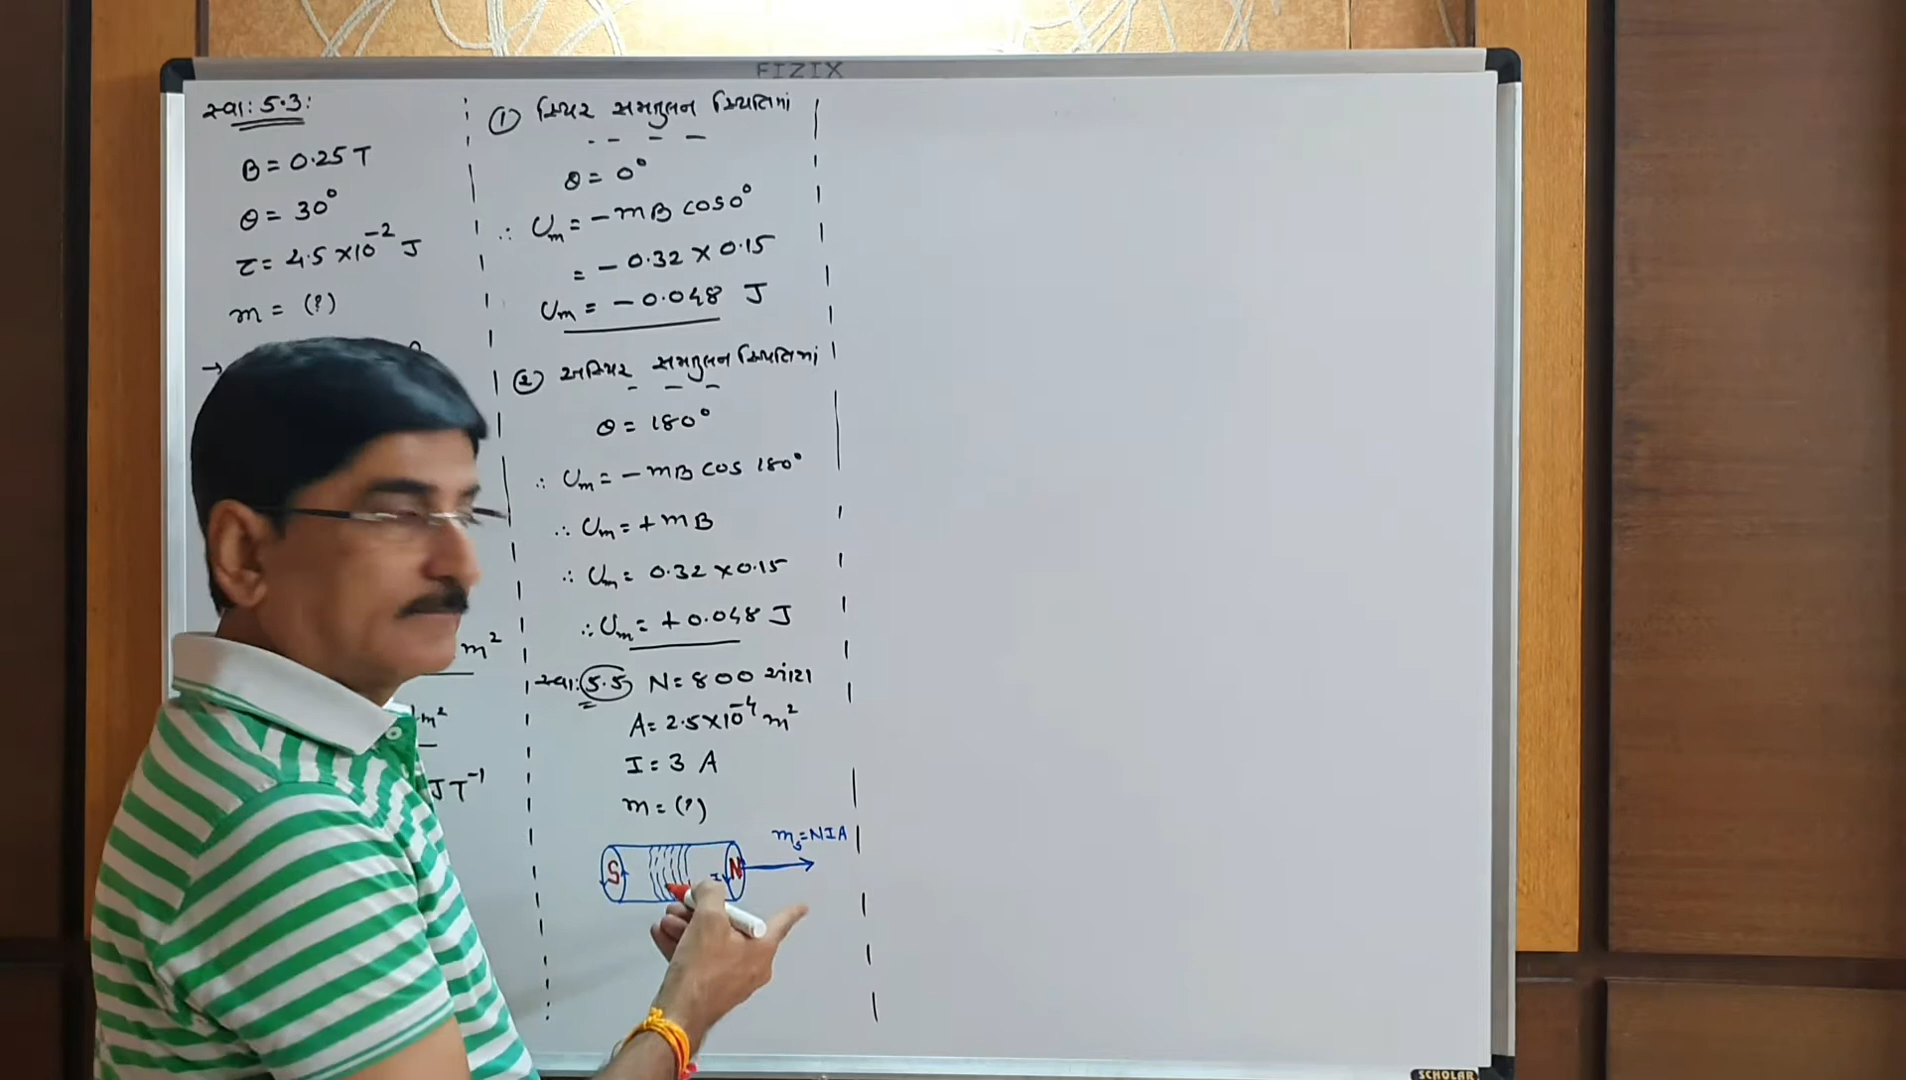 FIZIX
સ્વા: 5.3:
B = 0.25 T
θ = 30°
τ = 4.5 × 10⁻² J
m = (?)
→
m²
m²
J T⁻¹
① સ્થિર સમતુલન સ્થિતિમાં
θ = 0°
∴ Uₘ = − mB cos 0°
= − 0.32 × 0.15
Uₘ = − 0.048 J
② અસ્થિર સમતુલન સ્થિતિમાં
θ = 180°
∴ Uₘ = − mB cos 180°
∴ Uₘ = + mB
∴ Uₘ = 0.32 × 0.15
∴ Uₘ = + 0.048 J
સ્વા: 5.5 N = 800 આંટા
A = 2.5 × 10⁻⁴ m²
I = 3 A
m = (?)
mₛ = NIA
S I N
SCHOLAR